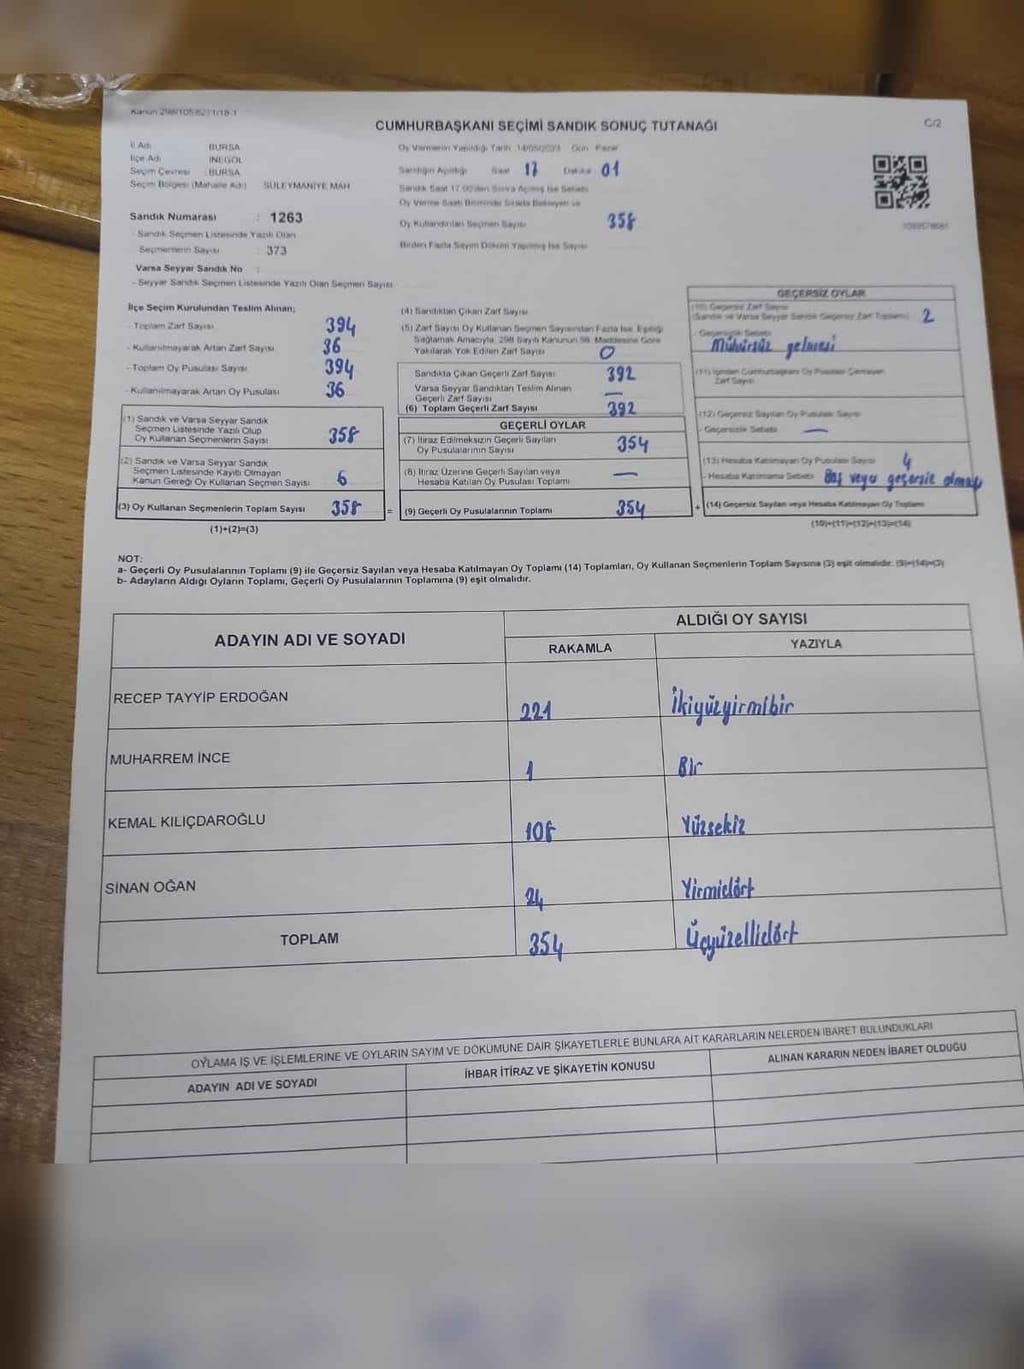 Kanun 298/105-623/1/18-1
CUMHURBAŞKANI SEÇİMİ SANDIK SONUÇ TUTANAĞI
C/2
İl Adı BURSA
İlçe Adı İNEGÖL
Seçim Çevresi : BURSA
Seçim Bölgesi (Mahalle Adı) SÜLEYMANİYE MAH
Sandık Numarası : 1263
- Sandık Seçmen Listesinde Yazılı Olan
Seçmenlerin Sayısı : 373
Varsa Seyyar Sandık No :
- Seyyar Sandık Seçmen Listesinde Yazılı Olan Seçmen Sayısı
Oy Vermenin Yapıldığı Tarih 14/05/2023 Gün Pazar
Sandığın Açıldığı Saat 17 Dakika 01
Sandık Saat 17.00'den Sonra Açılmış İse Sebebi
Oy Verme Saati Bitiminde Sırada Bekleyen ve
Oy Kullandırılan Seçmen Sayısı 358
Birden Fazla Sayım Döküm Yapılmış İse Sayısı
İlçe Seçim Kurulundan Teslim Alınan;
- Toplam Zarf Sayısı 394
- Kullanılmayarak Artan Zarf Sayısı 36
- Toplam Oy Pusulası Sayısı 394
- Kullanılmayarak Artan Oy Pusulası 36
(1) Sandık ve Varsa Seyyar Sandık
Seçmen Listesinde Yazılı Olup
Oy Kullanan Seçmenlerin Sayısı 358
(2) Sandık ve Varsa Seyyar Sandık
Seçmen Listesinde Kayıtlı Olmayan
Kanun Gereği Oy Kullanan Seçmen Sayısı 6
(3) Oy Kullanan Seçmenlerin Toplam Sayısı 358
(1)+(2)=(3)
(4) Sandıktan Çıkan Zarf Sayısı
(5) Zarf Sayısı Oy Kullanan Seçmen Sayısından Fazla İse, Eşitliği
Sağlamak Amacıyla, 298 Sayılı Kanunun 98. Maddesine Göre
Yakılarak Yok Edilen Zarf Sayısı 0
Sandıkta Çıkan Geçerli Zarf Sayısı 392
Varsa Seyyar Sandıktan Teslim Alınan
Geçerli Zarf Sayısı —
(6) Toplam Geçerli Zarf Sayısı 392
GEÇERLİ OYLAR
(7) İtiraz Edilmeksizin Geçerli Sayılan
Oy Pusulalarının Sayısı 354
(8) İtiraz Üzerine Geçerli Sayılan veya
Hesaba Katılan Oy Pusulası Toplamı —
= (9) Geçerli Oy Pusulalarının Toplamı 354
GEÇERSİZ OYLAR
(10) Geçersiz Zarf Sayısı
(Sandık ve Varsa Seyyar Sandık Geçersiz Zarf Toplamı) 2
- Geçersizlik Sebebi
Mühürsüz gelmesi
(11) İçinden Cumhurbaşkanı Oy Pusulası Çıkmayan
Zarf Sayısı
(12) Geçersiz Sayılan Oy Pusulası Sayısı
- Geçersizlik Sebebi —
(13) Hesaba Katılmayan Oy Pusulası Sayısı 4
- Hesaba Katılmama Sebebi Boş veya geçersiz olması
+ (14) Geçersiz Sayılan veya Hesaba Katılmayan Oy Toplamı
(10)+(11)+(12)+(13)=(14)
NOT:
a- Geçerli Oy Pusulalarının Toplamı (9) ile Geçersiz Sayılan veya Hesaba Katılmayan Oy Toplamı (14) Toplamları, Oy Kullanan Seçmenlerin Toplam Sayısına (3) eşit olmalıdır. (9)+(14)=(3)
b- Adayların Aldığı Oyların Toplamı, Geçerli Oy Pusulalarının Toplamına (9) eşit olmalıdır.
ADAYIN ADI VE SOYADI
ALDIĞI OY SAYISI
RAKAMLA YAZIYLA
RECEP TAYYİP ERDOĞAN 221 İkiyüzyirmibir
MUHARREM İNCE 1 Bir
KEMAL KILIÇDAROĞLU 108 Yüzsekiz
SİNAN OĞAN 24 Yirmidört
TOPLAM 354 Üçyüzellidört
OYLAMA İŞ VE İŞLEMLERİNE VE OYLARIN SAYIM VE DÖKÜMÜNE DAİR ŞİKAYETLERLE BUNLARA AİT KARARLARIN NELERDEN İBARET BULUNDUKLARI
ADAYIN ADI VE SOYADI İHBAR İTİRAZ VE ŞİKAYETİN KONUSU ALINAN KARARIN NEDEN İBARET OLDUĞU